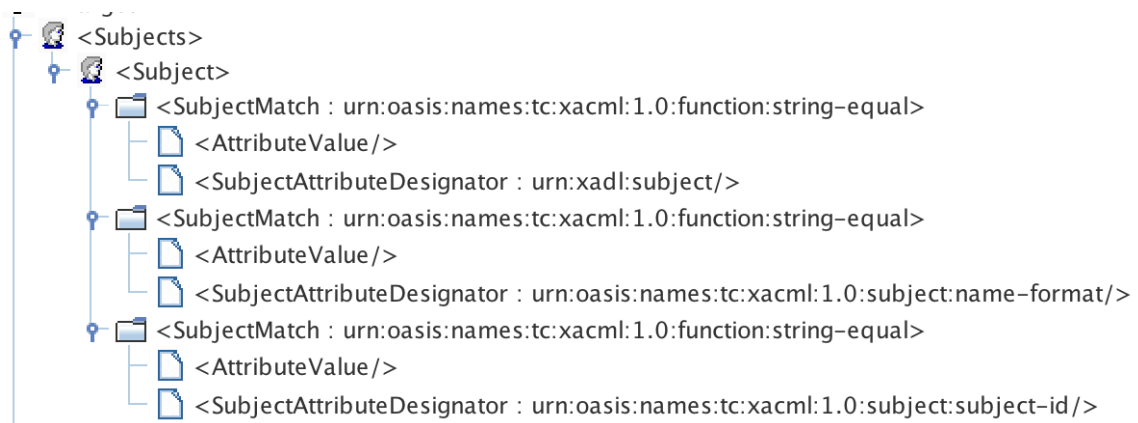 <Subjects>
<Subject>
<SubjectMatch : urn:oasis:names:tc:xacml:1.0:function:string-equal>
<AttributeValue/>
<SubjectAttributeDesignator : urn:xadl:subject/>
<SubjectMatch : urn:oasis:names:tc:xacml:1.0:function:string-equal>
<AttributeValue/>
<SubjectAttributeDesignator : urn:oasis:names:tc:xacml:1.0:subject:name-format/>
<SubjectMatch : urn:oasis:names:tc:xacml:1.0:function:string-equal>
<AttributeValue/>
<SubjectAttributeDesignator : urn:oasis:names:tc:xacml:1.0:subject:subject-id/>